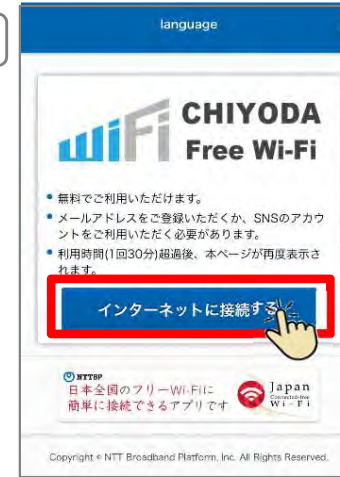 language
WiFi CHIYODA
Free Wi-Fi
無料でご利用いただけます。
メールアドレスをご登録いただくか、SNSのアカウ
ントをご利用いただく必要があります。
利用時間(1回30分)超過後、本ページが再度表示さ
れます。
インターネットに接続する
NTTBP
日本全国のフリーWi-Fiに
簡単に接続できるアプリです
Japan
Connected-free
Wi-Fi
Copyright © NTT Broadband Platform, Inc. All Rights Reserved.